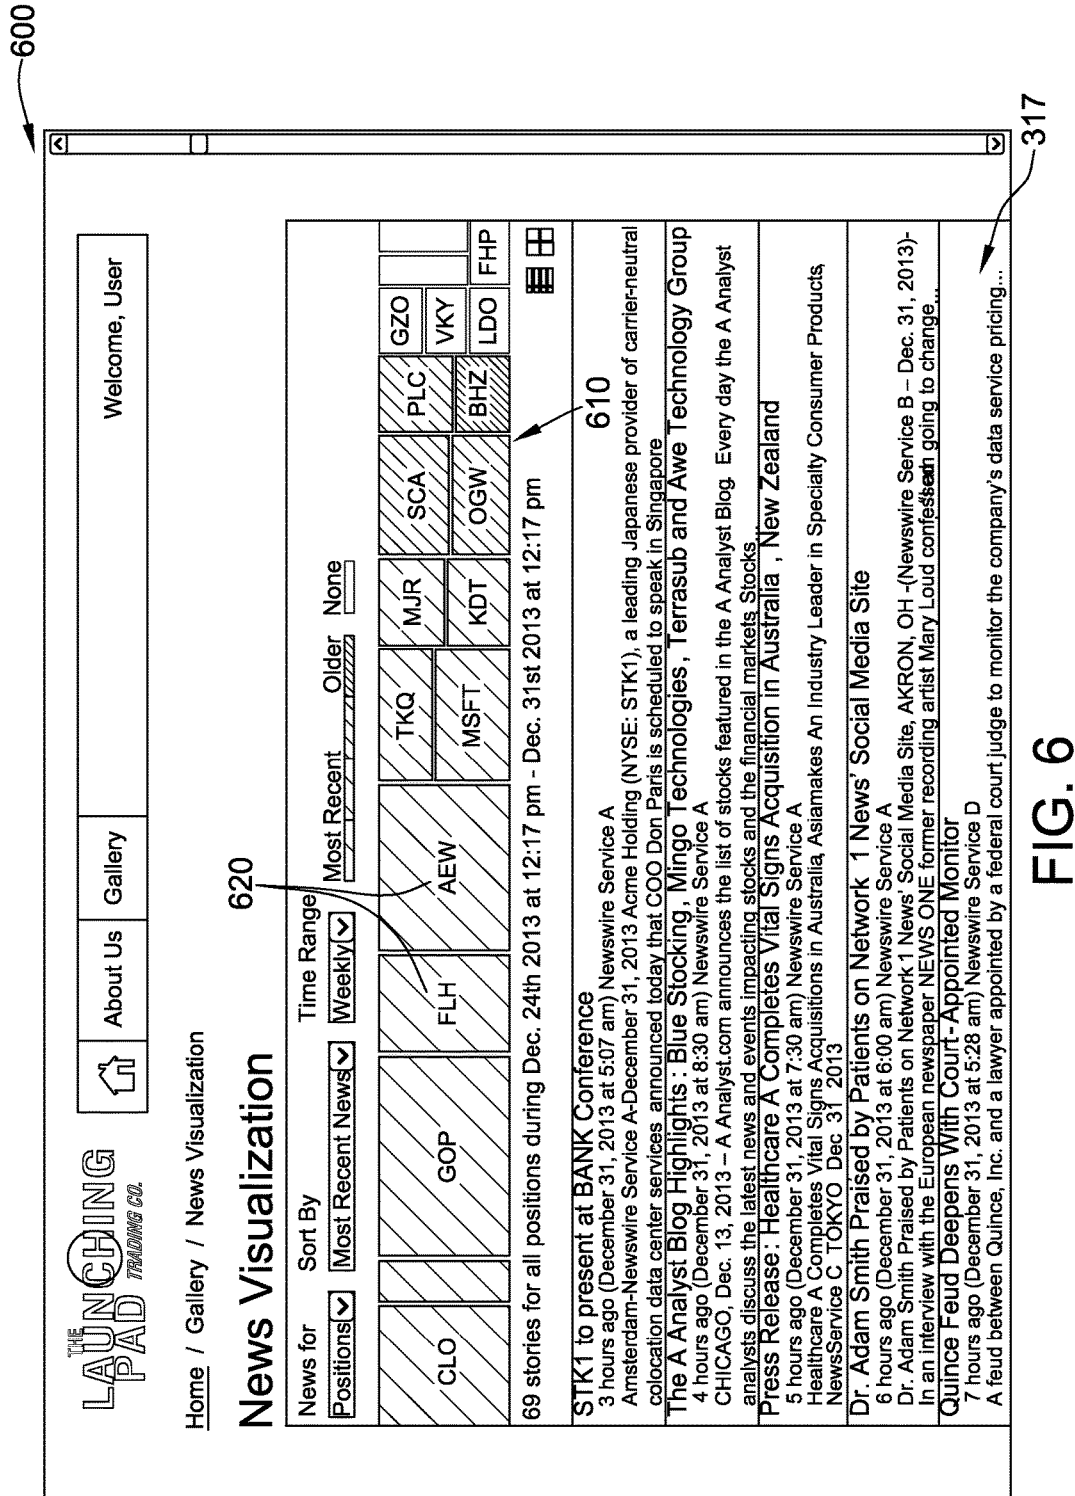 600
THE
LAUNCHING
PAD TRADING CO.
About Us
Gallery
Welcome, User
Home / Gallery / News Visualization
News Visualization
620
News for
Sort By
Time Range
Most Recent
Older
None
Positions
Most Recent News
Weekly
CLO
GOP
FLH
AEW
TKQ
MSFT
MJR
KDT
SCA
OGW
PLC
BHZ
GZO
VKY
LDO
FHP
69 stories for all positions during Dec. 24th 2013 at 12:17 pm - Dec. 31st 2013 at 12:17 pm
610
STK1 to present at BANK Conference
3 hours ago (December 31, 2013 at 5:07 am) Newswire Service A
Amsterdam-Newswire Service A-December 31, 2013 Acme Holding (NYSE: STK1), a leading Japanese provider of carrier-neutral
colocation data center services announced today that COO Don Paris is scheduled to speak in Singapore
The A Analyst Blog Highlights : Blue Stocking, Mingo Technologies, Terrasub and Awe Technology Group
4 hours ago (December 31, 2013 at 8:30 am) Newswire Service A
CHICAGO, Dec. 13, 2013 – A Analyst.com announces the list of stocks featured in the A Analyst Blog. Every day the A Analyst
analysts discuss the latest news and events impacting stocks and the financial markets. Stocks...
Press Release: Healthcare A Completes Vital Signs Acquisition in Australia , New Zealand
5 hours ago (December 31, 2013 at 7:30 am) Newswire Service A
Healthcare A Completes Vital Signs Acquisitions in Australia, Asiamakes An Industry Leader in Specialty Consumer Products,
NewsService C TOKYO Dec 31 2013
Dr. Adam Smith Praised by Patients on Network 1 News' Social Media Site
6 hours ago (December 31, 2013 at 6:00 am) Newswire Service A
Dr. Adam Smith Praised by Patients on Network 1 News' Social Media Site, AKRON, OH -(Newswire Service B – Dec. 31, 2013)-
In an interview with the European newspaper NEWS ONE former recording artist Mary Loud going to change...
Quince Feud Deepens With Court-Appointed Monitor
7 hours ago (December 31, 2013 at 5:28 am) Newswire Service D
A feud between Quince, Inc. and a lawyer appointed by a federal court judge to monitor the company's data service pricing...
317
FIG. 6